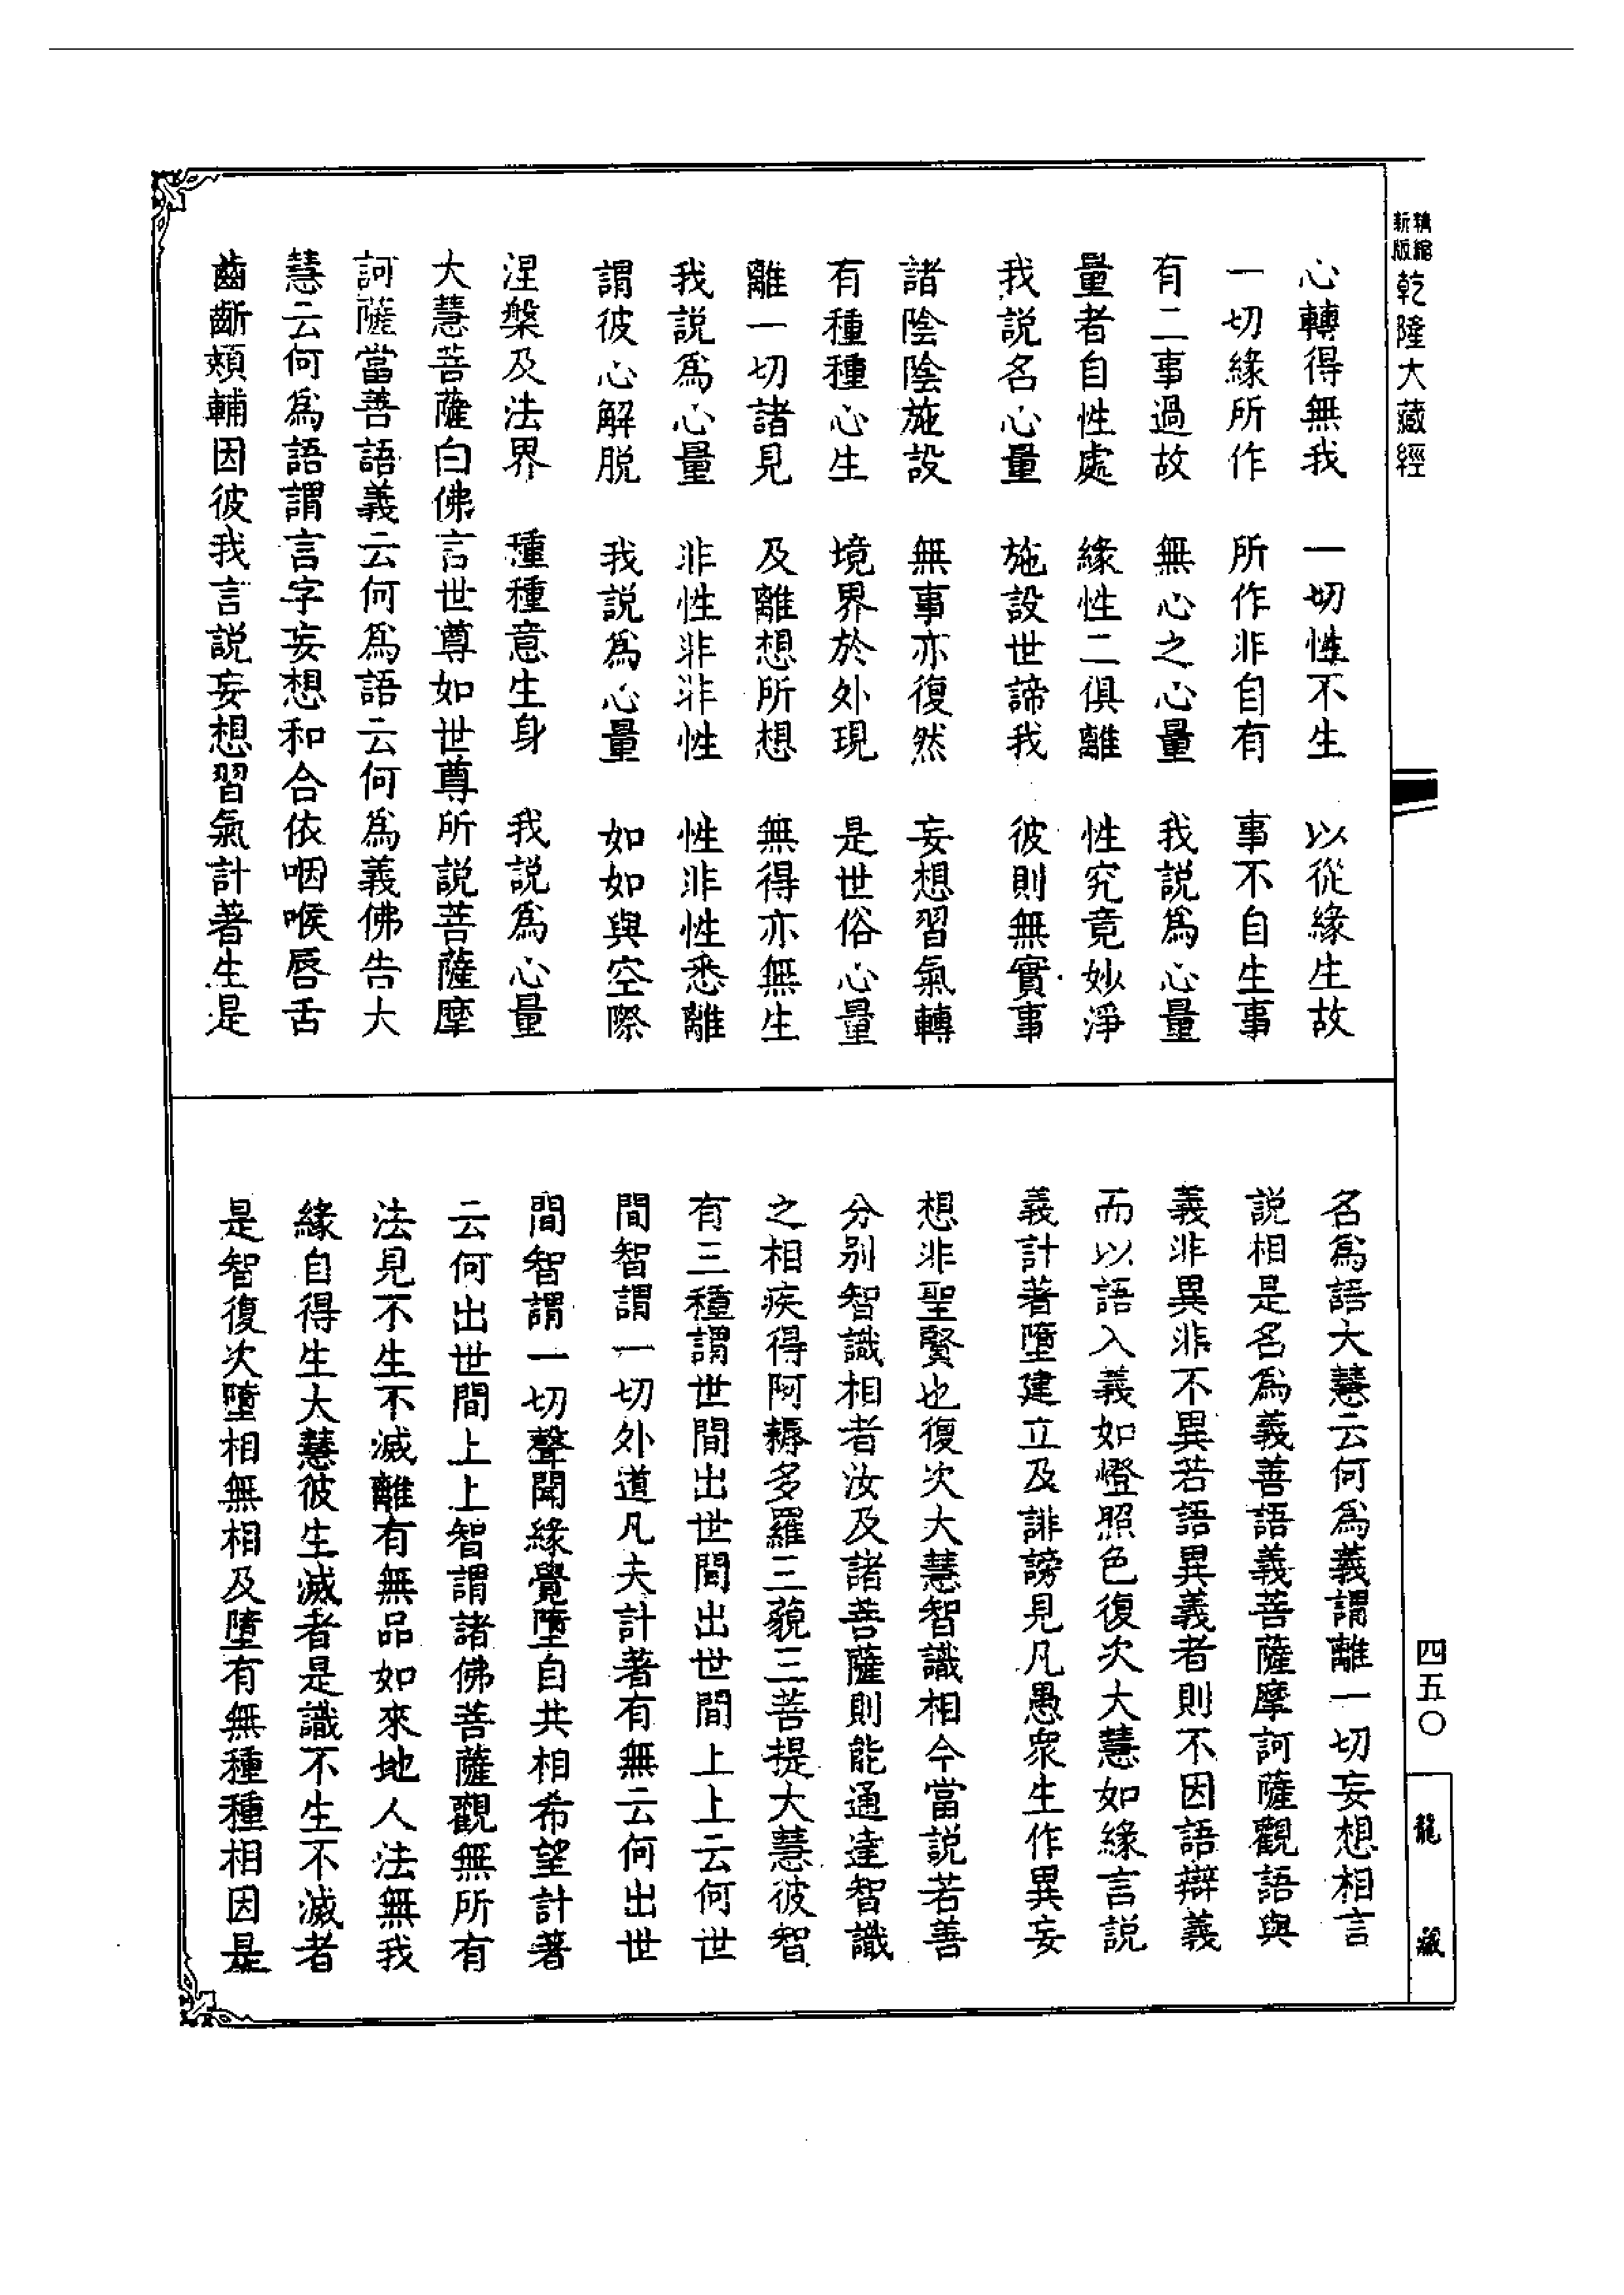 新版精縮乾隆大藏經
心轉得無我　一切性不生　以從緣生故
一切緣所作　所作非自有　事不自生事
有二事過故　無心之心量　我説爲心量
量者自性處　緣性二俱離　性究竟妙淨
我説名心量　施設世諦我　彼則無實事
諸陰陰施設　無事亦復然　妄想習氣轉
有種種心生　境界於外現　是世俗心量
離一切諸見　及離想所想　無得亦無生
我説爲心量　非性非非性　性非性悉離
謂彼心解脱　我説爲心量　如如與空際
涅槃及法界　種種意生身　我説爲心量
大慧菩薩白佛言世尊如世尊所説菩薩摩
訶薩當善語義云何爲語云何爲義佛告大
慧云何爲語謂言字妄想和合依咽喉唇舌
齒齗頰輔因彼我言説妄想習氣計著生是
名爲語大慧云何爲義謂離一切妄想相言
説相是名爲義善語義菩薩摩訶薩觀語與
義非異非不異若語異義者則不因語辯義
而以語入義如燈照色復次大慧如緣言説
義計著墮建立及誹謗見凡愚眾生作異妄
想非聖賢也復次大慧智識相今當説若善
分别智識相者汝及諸菩薩則能通達智識
之相疾得阿耨多羅三藐三菩提大慧彼智
有三種謂世間出世間出世間上上云何世
間智謂一切外道凡夫計著有無云何出世
間智謂一切聲聞緣覺墮自共相希望計著
云何出世間上上智謂諸佛菩薩觀無所有
法見不生不滅離有無品如來地人法無我
緣自得生大慧彼生滅者是識不生不滅者
是智復次墮相無相及墮有無種種相因是
四五〇
龍藏